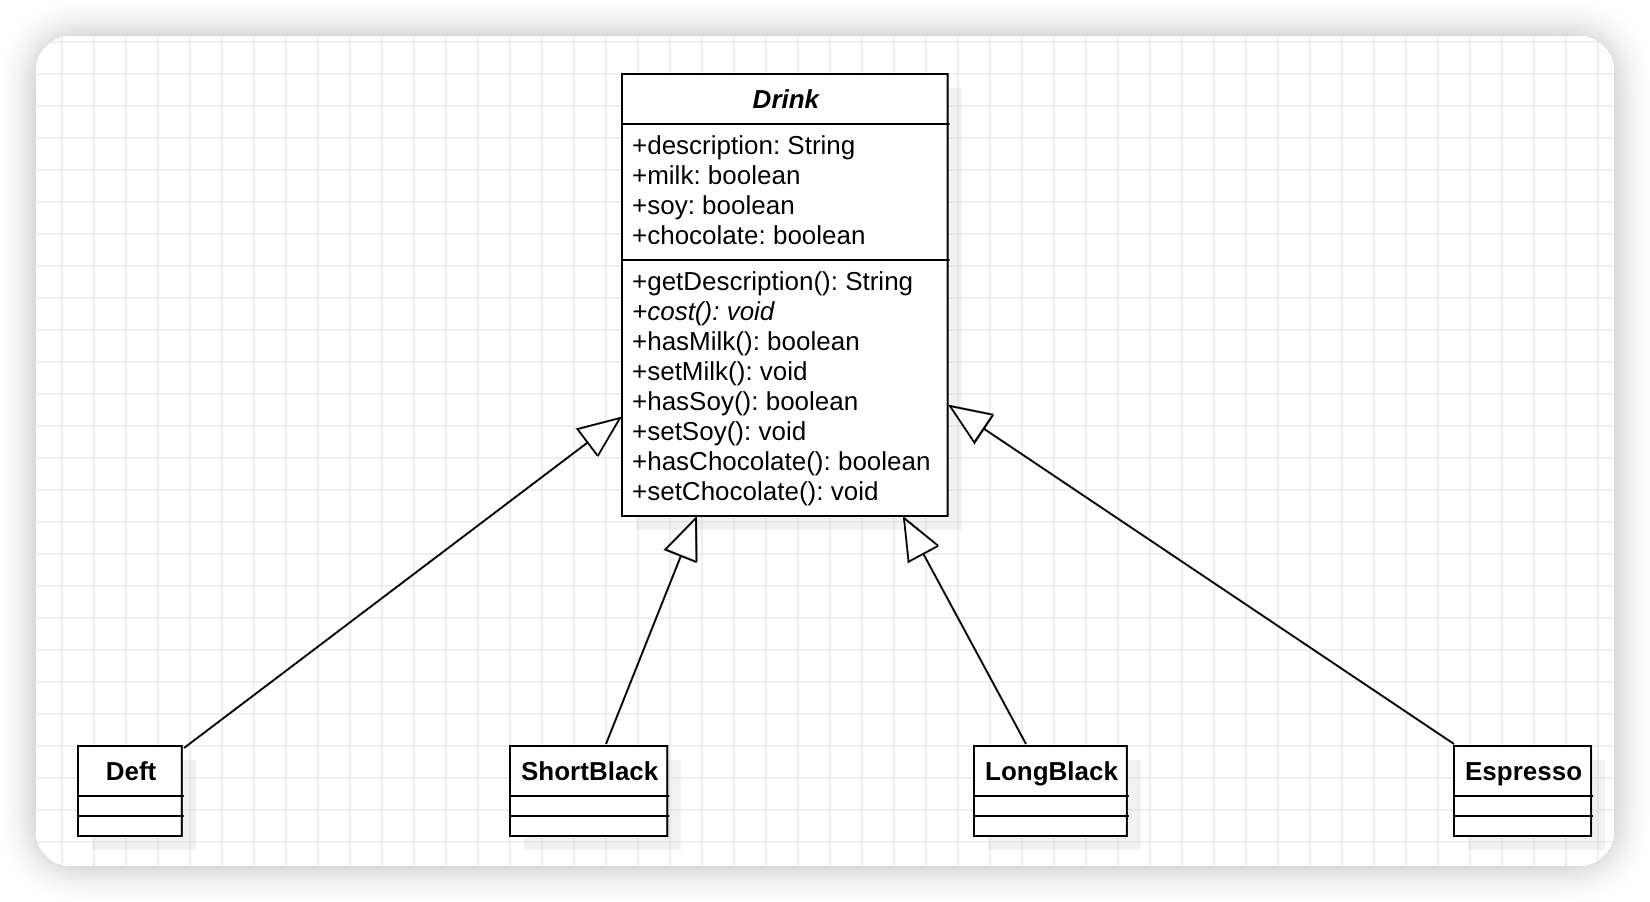 Drink
+description: String
+milk: boolean
+soy: boolean
+chocolate: boolean
+getDescription(): String
+cost(): void
+hasMilk(): boolean
+setMilk(): void
+hasSoy(): boolean
+setSoy(): void
+hasChocolate(): boolean
+setChocolate(): void
Deft
ShortBlack
LongBlack
Espresso